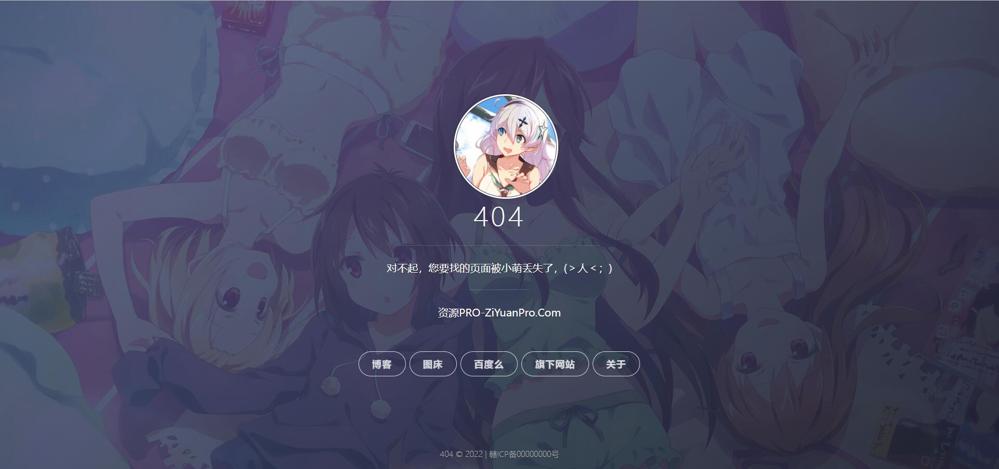 404
对不起，您要找的页面被小萌丢失了，(＞人＜；)
资源PRO-ZiYuanPro.Com
博客 图床 百度么 旗下网站 关于
404 © 2022 | 赣ICP备00000000号